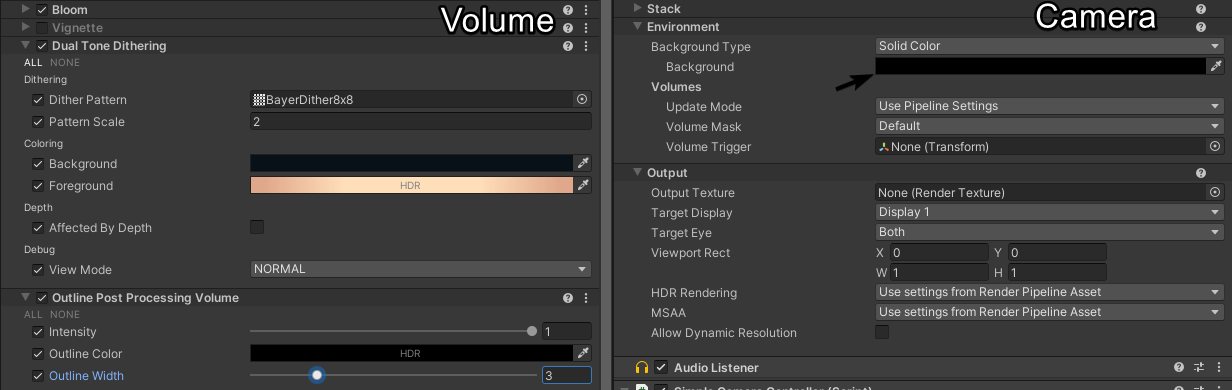 Bloom
Volume
Vignette
Dual Tone Dithering
ALL NONE
Dithering
Dither Pattern BayerDither8x8
Pattern Scale 2
Coloring
Background
Foreground HDR
Depth
Affected By Depth
Debug
View Mode NORMAL
Outline Post Processing Volume
ALL NONE
Intensity 1
Outline Color HDR
Outline Width 3
Stack
Camera
Environment
Background Type Solid Color
Background
Volumes
Update Mode Use Pipeline Settings
Volume Mask Default
Volume Trigger None (Transform)
Output
Output Texture None (Render Texture)
Target Display Display 1
Target Eye Both
Viewport Rect X 0 Y 0
W 1 H 1
HDR Rendering Use settings from Render Pipeline Asset
MSAA Use settings from Render Pipeline Asset
Allow Dynamic Resolution
Audio Listener
Simple Camera Controller (Script)